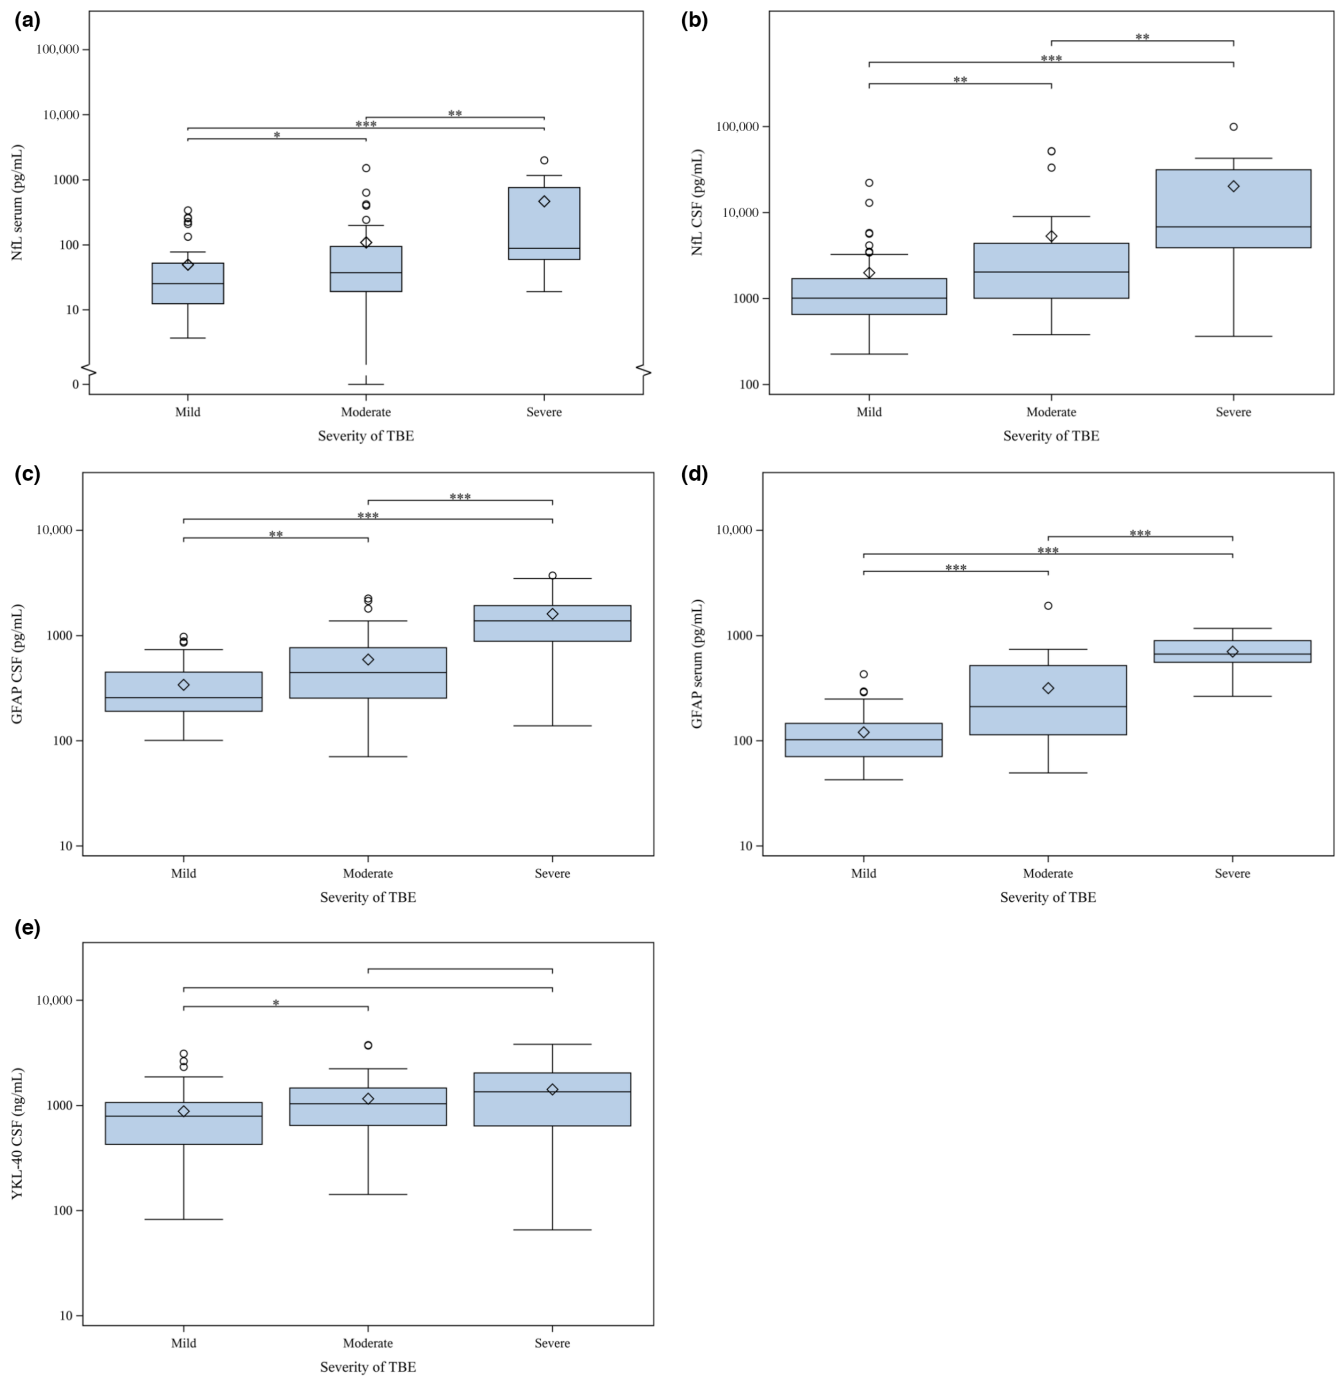 (a)
NfL serum (pg/mL)
100,000
10,000
1000
100
10
0
*
***
**
Mild
Moderate
Severe
Severity of TBE
(b)
NfL CSF (pg/mL)
100,000
10,000
1000
100
**
***
**
Mild
Moderate
Severe
Severity of TBE
(c)
GFAP CSF (pg/mL)
10,000
1000
100
10
***
***
**
Mild
Moderate
Severe
Severity of TBE
(d)
GFAP serum (pg/mL)
10,000
1000
100
10
***
***
***
Mild
Moderate
Severe
Severity of TBE
(e)
YKL-40 CSF (ng/mL)
10,000
1000
100
10
*
Mild
Moderate
Severe
Severity of TBE